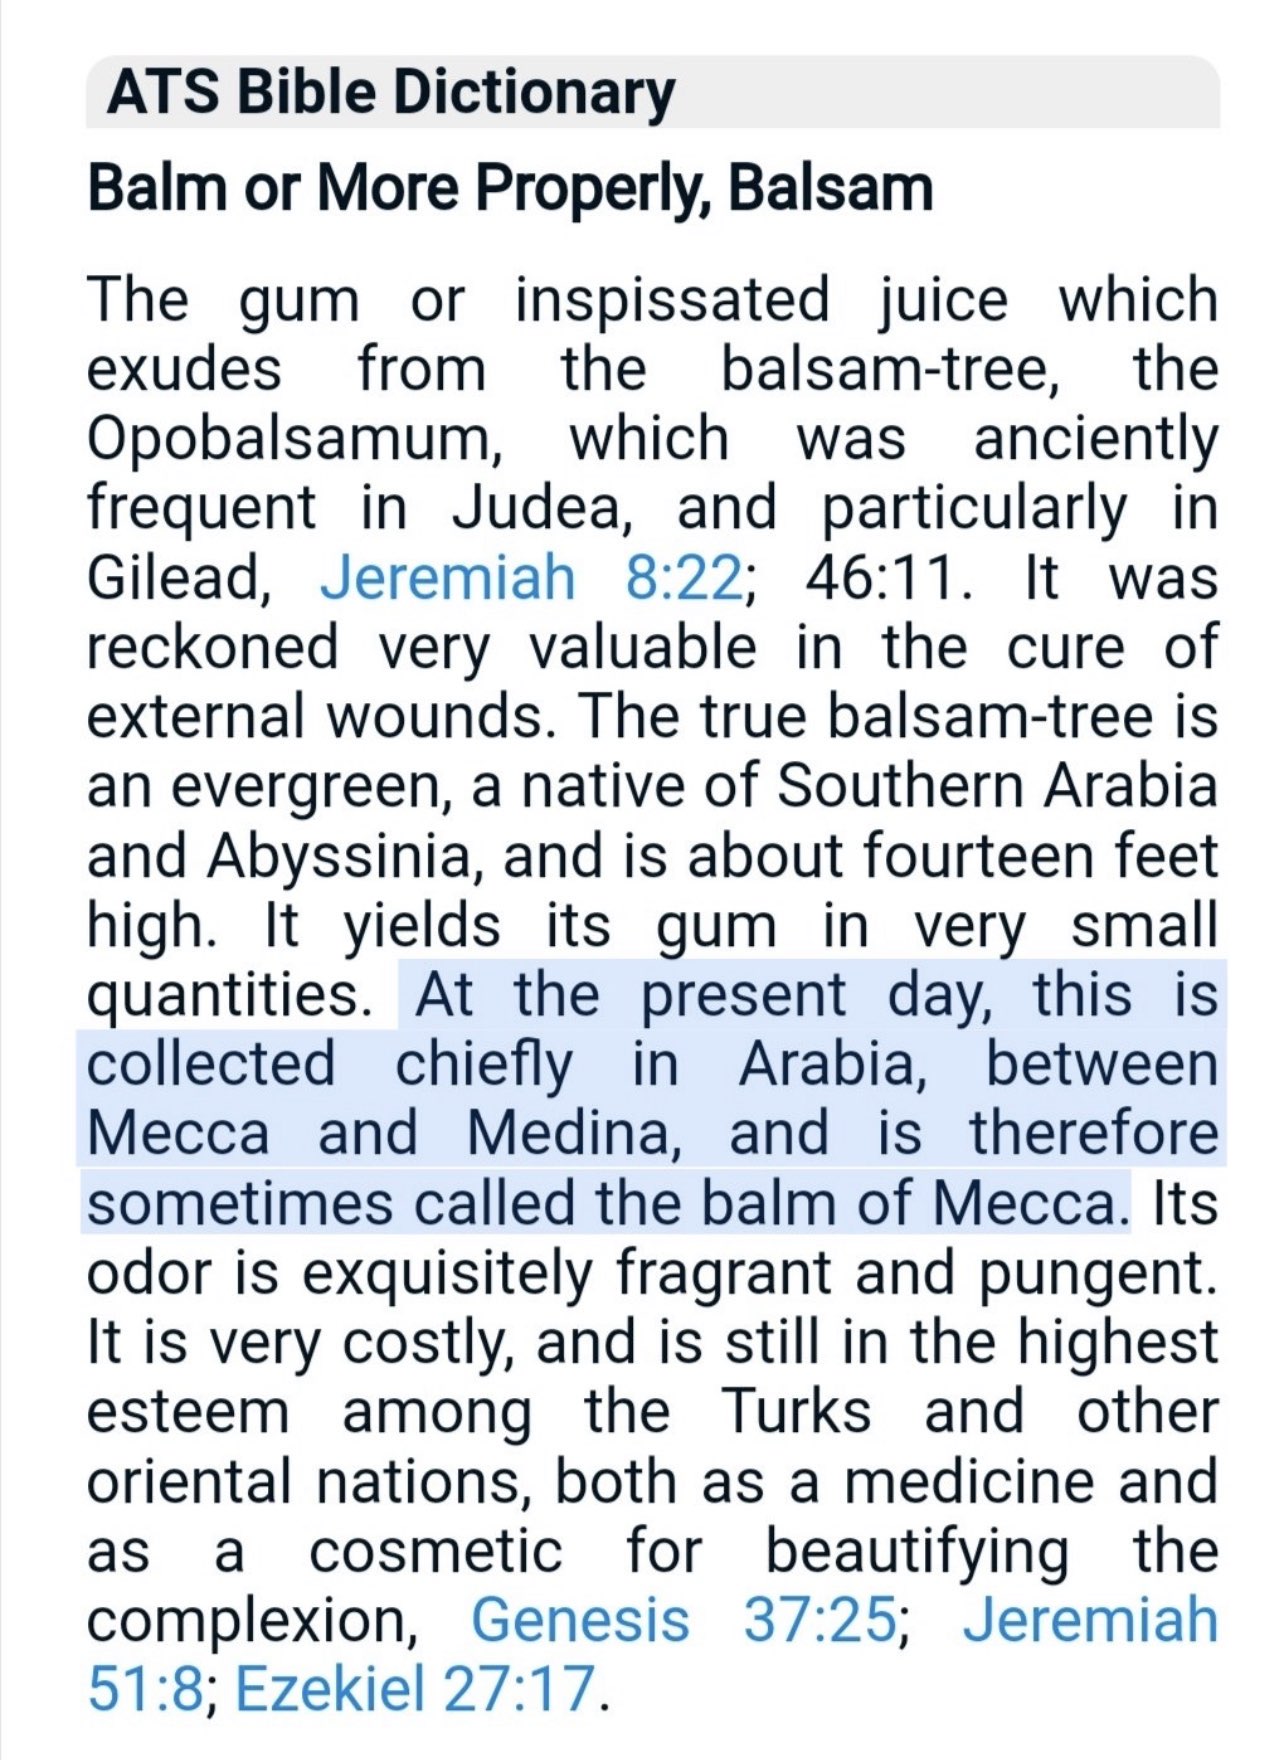 ATS Bible Dictionary
Balm or More Properly, Balsam
The gum or inspissated juice which
exudes from the balsam-tree, the
Opobalsamum, which was anciently
frequent in Judea, and particularly in
Gilead, Jeremiah 8:22; 46:11. It was
reckoned very valuable in the cure of
external wounds. The true balsam-tree is
an evergreen, a native of Southern Arabia
and Abyssinia, and is about fourteen feet
high. It yields its gum in very small
quantities. At the present day, this is
collected chiefly in Arabia, between
Mecca and Medina, and is therefore
sometimes called the balm of Mecca. Its
odor is exquisitely fragrant and pungent.
It is very costly, and is still in the highest
esteem among the Turks and other
oriental nations, both as a medicine and
as a cosmetic for beautifying the
complexion, Genesis 37:25; Jeremiah
51:8; Ezekiel 27:17.